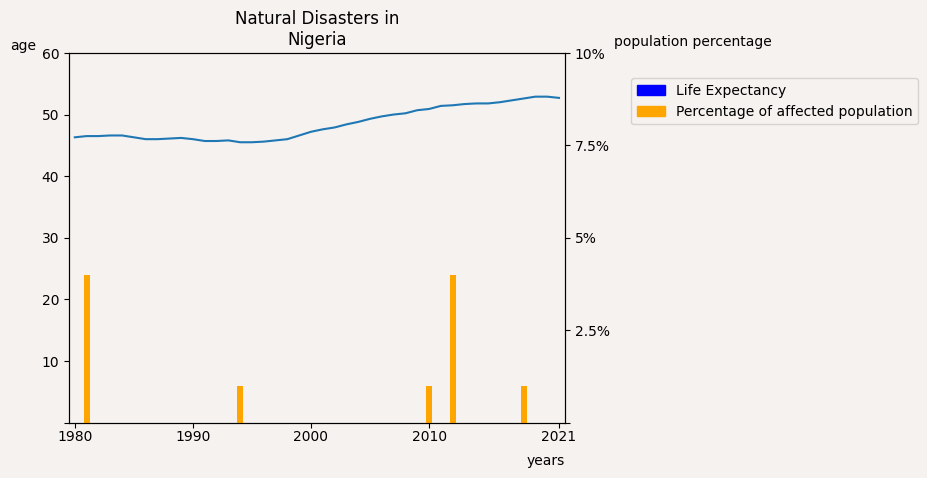 Natural Disasters in
Nigeria
age
population percentage
60
50
40
30
20
10
10%
7.5%
5%
2.5%
Life Expectancy
Percentage of affected population
1980
1990
2000
2010
2021
years